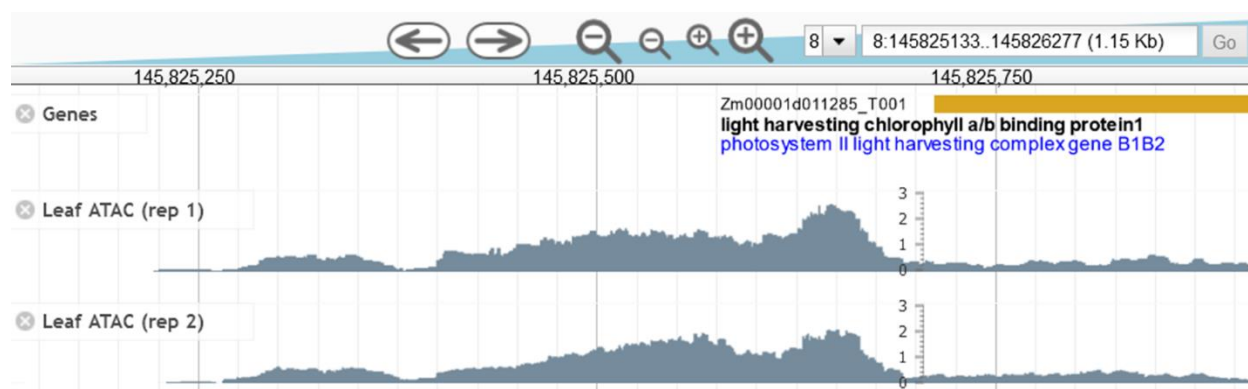 8 8:145825133..145826277 (1.15 Kb) Go
145,825,250 145,825,500 145,825,750
Genes
Zm00001d011285_T001
light harvesting chlorophyll a/b binding protein1
photosystem II light harvesting complex gene B1B2
Leaf ATAC (rep 1)
3
2
1
0
Leaf ATAC (rep 2)
3
2
1
0